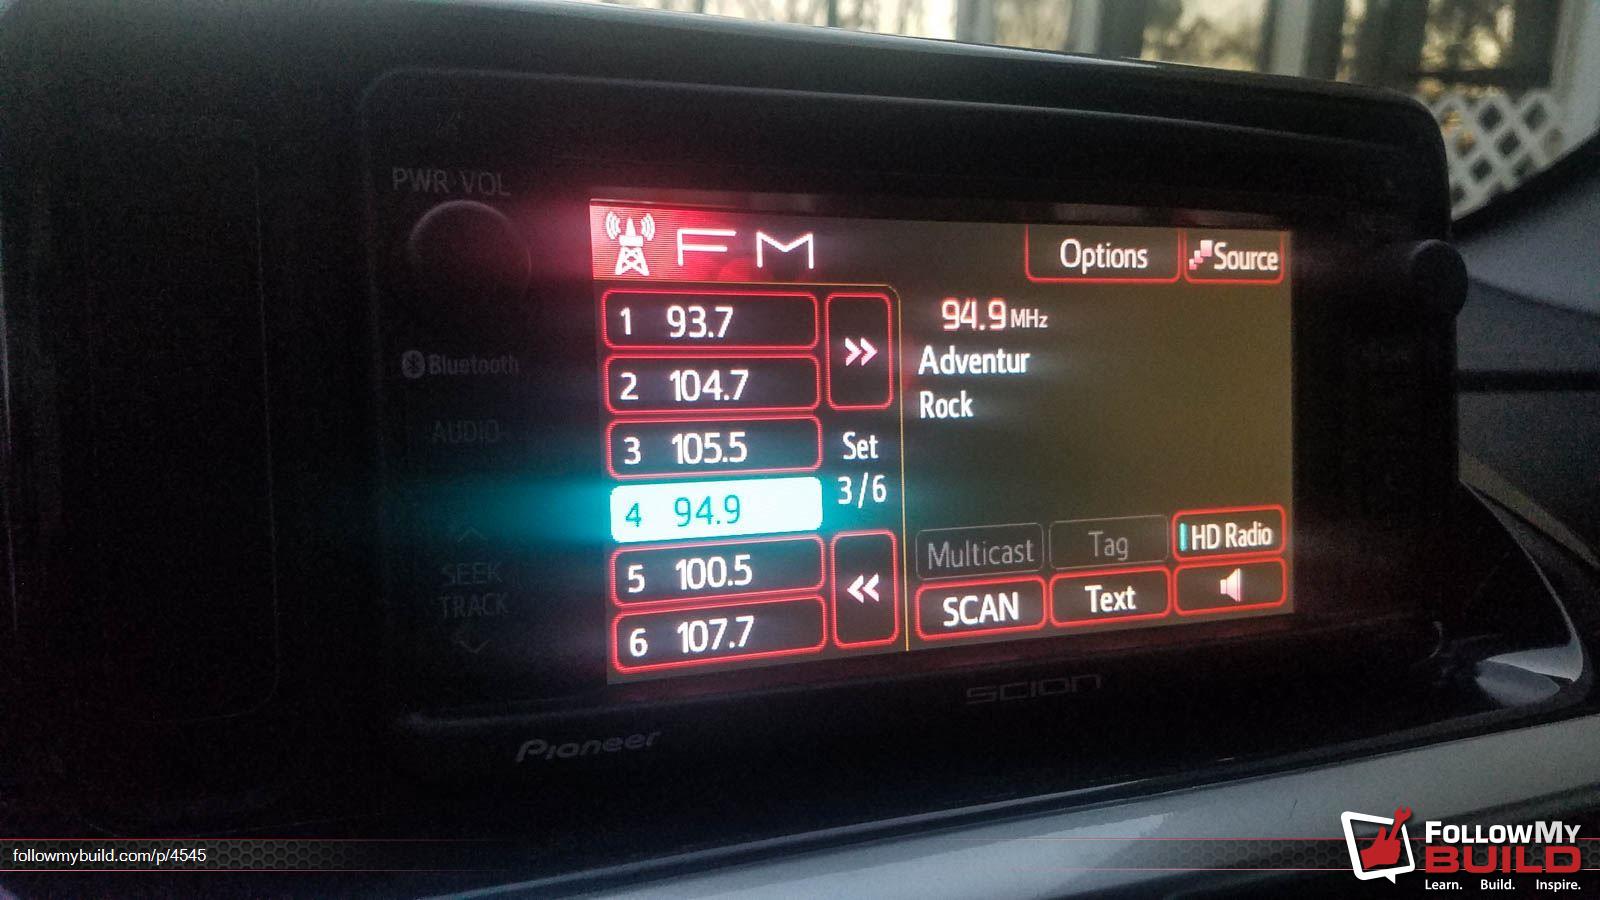 PWR VOL
FM
Options
Source
1 93.7
2 104.7
3 105.5
4 94.9
5 100.5
6 107.7
Set
3/6
94.9 MHz
Adventur
Rock
Multicast
Tag
HD Radio
SCAN
Text
Bluetooth
AUDIO
SEEK
TRACK
SCION
Pioneer
followmybuild.com/p/4545
FOLLOWMY
BUILD
Learn. Build. Inspire.